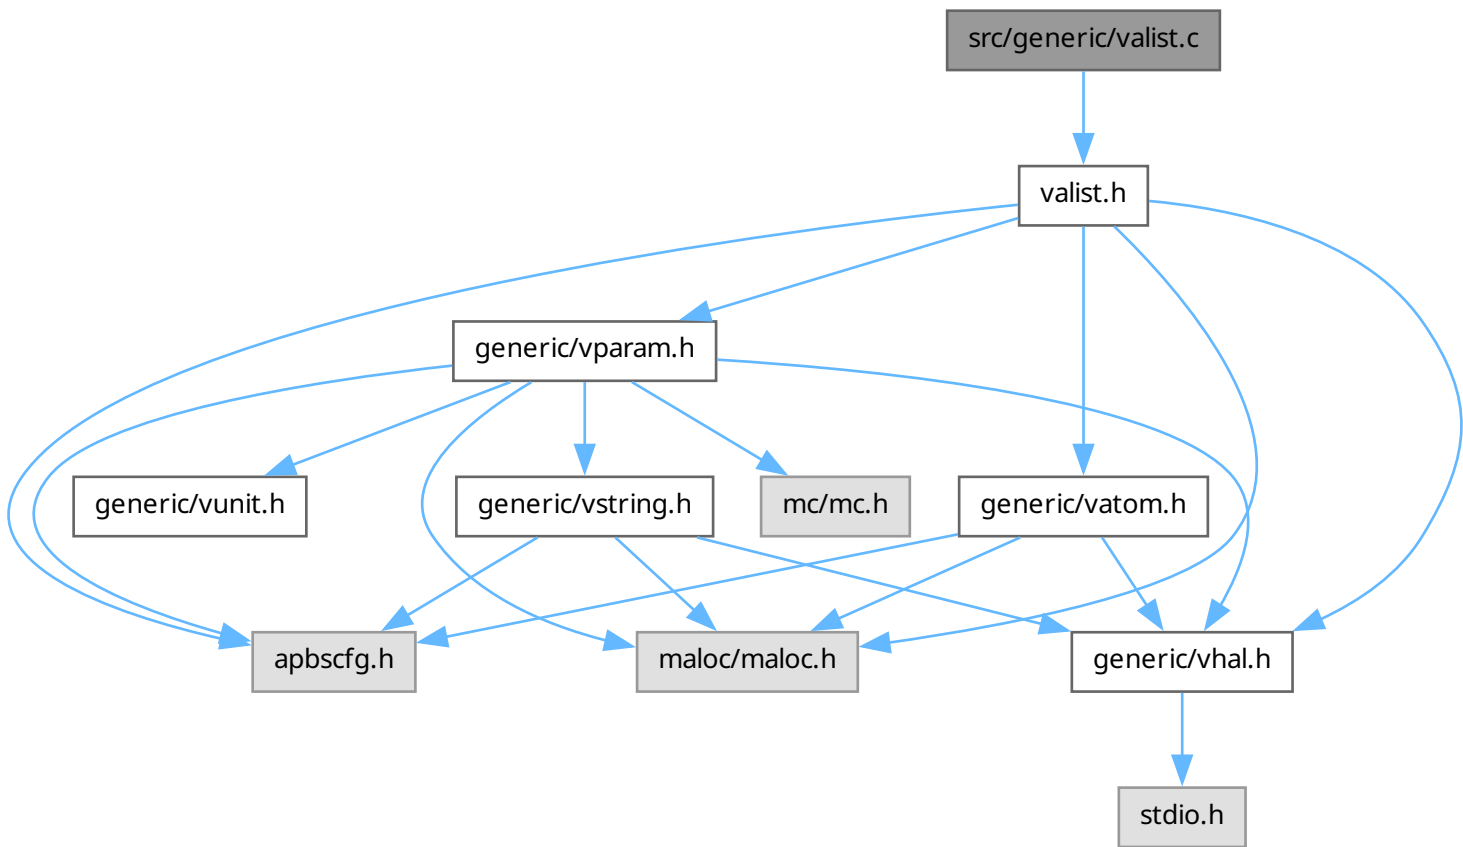 src/generic/valist.c
valist.h
generic/vparam.h
generic/vunit.h
generic/vstring.h
mc/mc.h
generic/vatom.h
apbscfg.h
maloc/maloc.h
generic/vhal.h
stdio.h